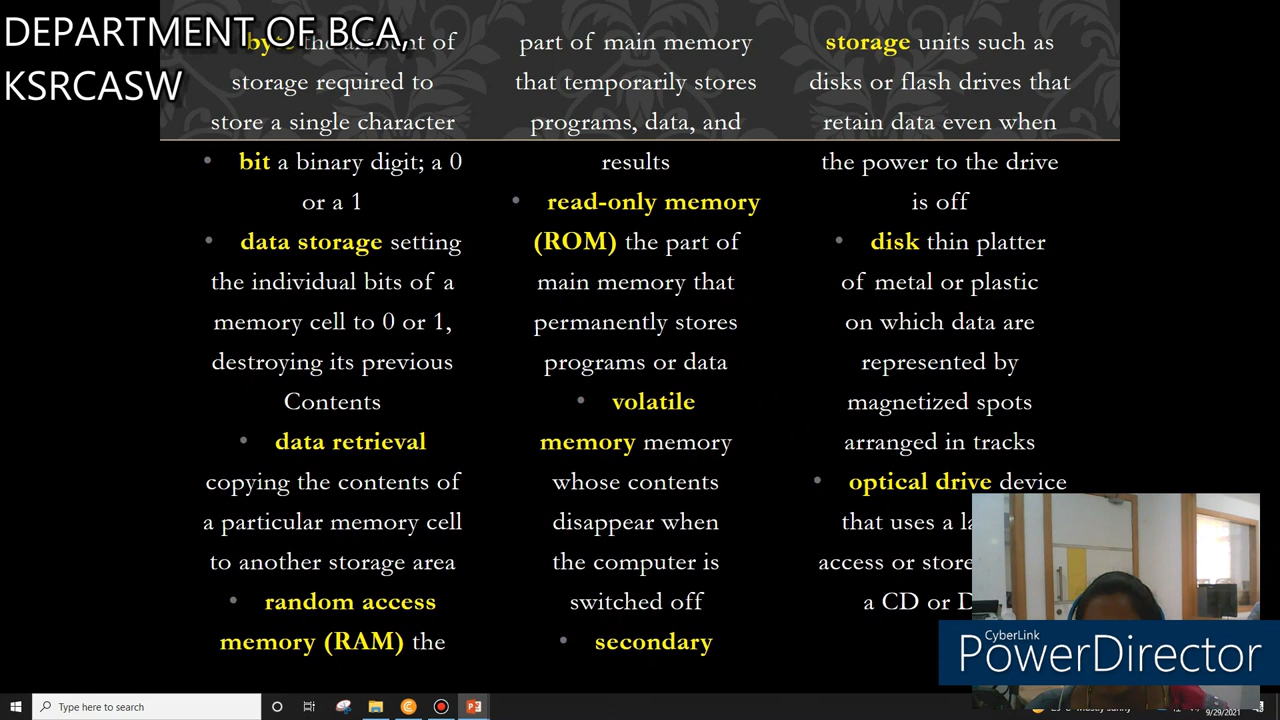 DEPARTMENT OF BCA,
KSRCASW
byte the amount of
storage required to
store a single character
• bit a binary digit; a 0
or a 1
• data storage setting
the individual bits of a
memory cell to 0 or 1,
destroying its previous
Contents
• data retrieval
copying the contents of
a particular memory cell
to another storage area
• random access
memory (RAM) the
part of main memory
that temporarily stores
programs, data, and
results
• read-only memory
(ROM) the part of
main memory that
permanently stores
programs or data
• volatile
memory memory
whose contents
disappear when
the computer is
switched off
• secondary
storage units such as
disks or flash drives that
retain data even when
the power to the drive
is off
• disk thin platter
of metal or plastic
on which data are
represented by
magnetized spots
arranged in tracks
• optical drive device
that uses a
access or store
a CD or
CyberLink
PowerDirector
Type here to search
9/29/2021